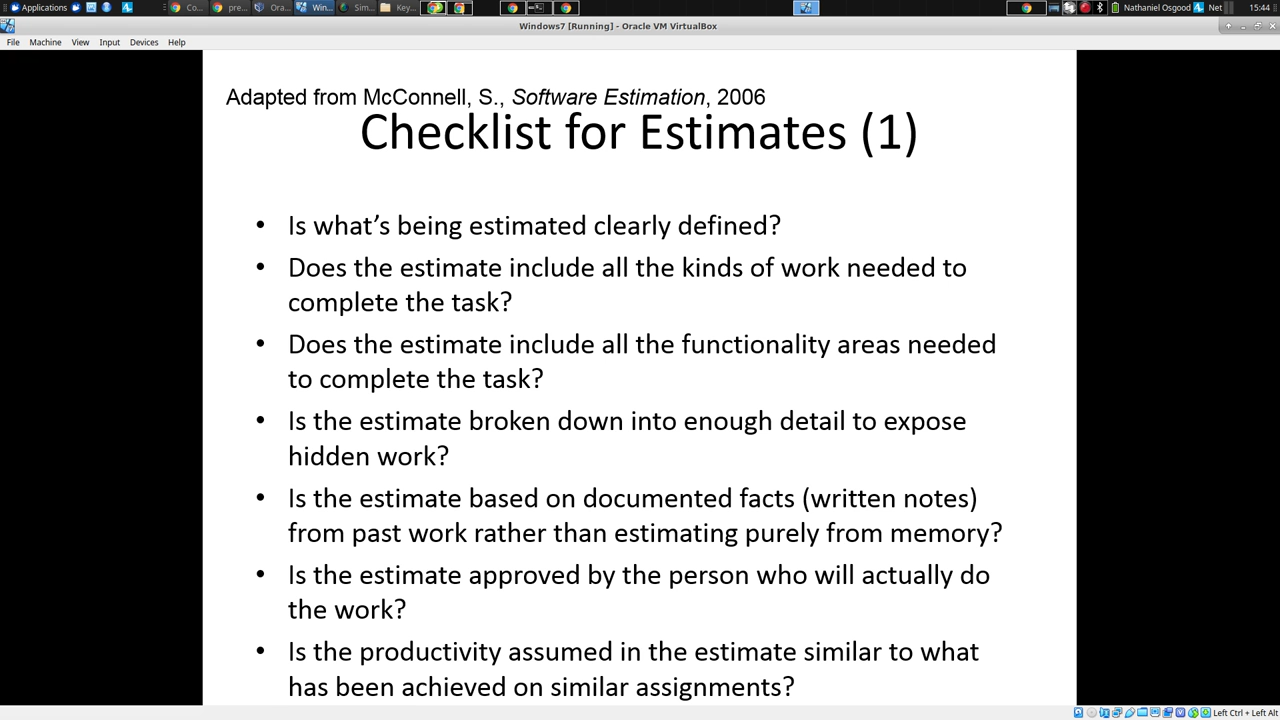 Applications Co... pre... Ora... Win... Sim... Key... Nathaniel Osgood Net 15:44
Windows7 [Running] - Oracle VM VirtualBox
File Machine View Input Devices Help
Adapted from McConnell, S., Software Estimation, 2006
Checklist for Estimates (1)
• Is what’s being estimated clearly defined?
• Does the estimate include all the kinds of work needed to
complete the task?
• Does the estimate include all the functionality areas needed
to complete the task?
• Is the estimate broken down into enough detail to expose
hidden work?
• Is the estimate based on documented facts (written notes)
from past work rather than estimating purely from memory?
• Is the estimate approved by the person who will actually do
the work?
• Is the productivity assumed in the estimate similar to what
has been achieved on similar assignments?
Left Ctrl + Left Alt